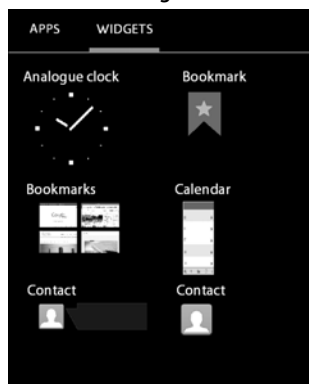 APPS WIDGETS
Analogue clock Bookmark
Bookmarks Calendar
Contact Contact